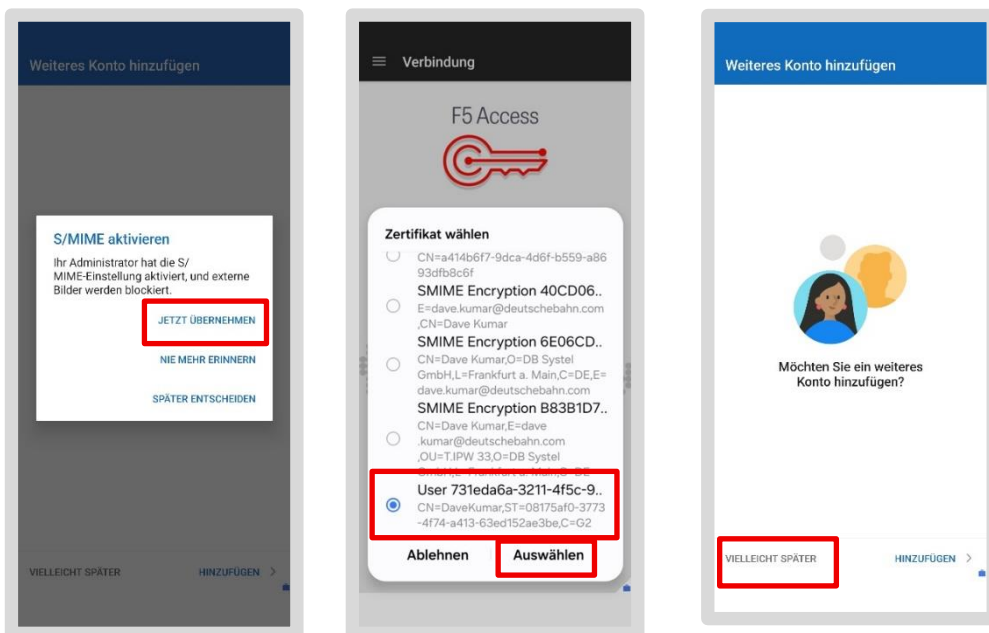 Weiteres Konto hinzufügen
S/MIME aktivieren
Ihr Administrator hat die S/
MIME-Einstellung aktiviert, und externe
Bilder werden blockiert.
JETZT ÜBERNEHMEN
NIE MEHR ERINNERN
SPÄTER ENTSCHEIDEN
VIELLEICHT SPÄTER
HINZUFÜGEN
Verbindung
F5 Access
Zertifikat wählen
CN=a414b6f7-9dca-4d6f-b559-a86
93dfb8c6f
SMIME Encryption 40CD06..
E=dave.kumar@deutschebahn.com
,CN=Dave Kumar
SMIME Encryption 6E06CD..
CN=Dave Kumar,O=DB Systel
GmbH,L=Frankfurt a. Main,C=DE,E=
dave.kumar@deutschebahn.com
SMIME Encryption B83B1D7..
CN=Dave Kumar,E=dave
.kumar@deutschebahn.com
,OU=T.IPW 33,O=DB Systel
GmbH,L=Frankfurt a. Main,C=DE
User 731eda6a-3211-4f5c-9..
CN=DaveKumar,ST=08175af0-3773
-4f74-a413-63ed152ae3be,C=G2
Ablehnen
Auswählen
Weiteres Konto hinzufügen
Möchten Sie ein weiteres
Konto hinzufügen?
VIELLEICHT SPÄTER
HINZUFÜGEN